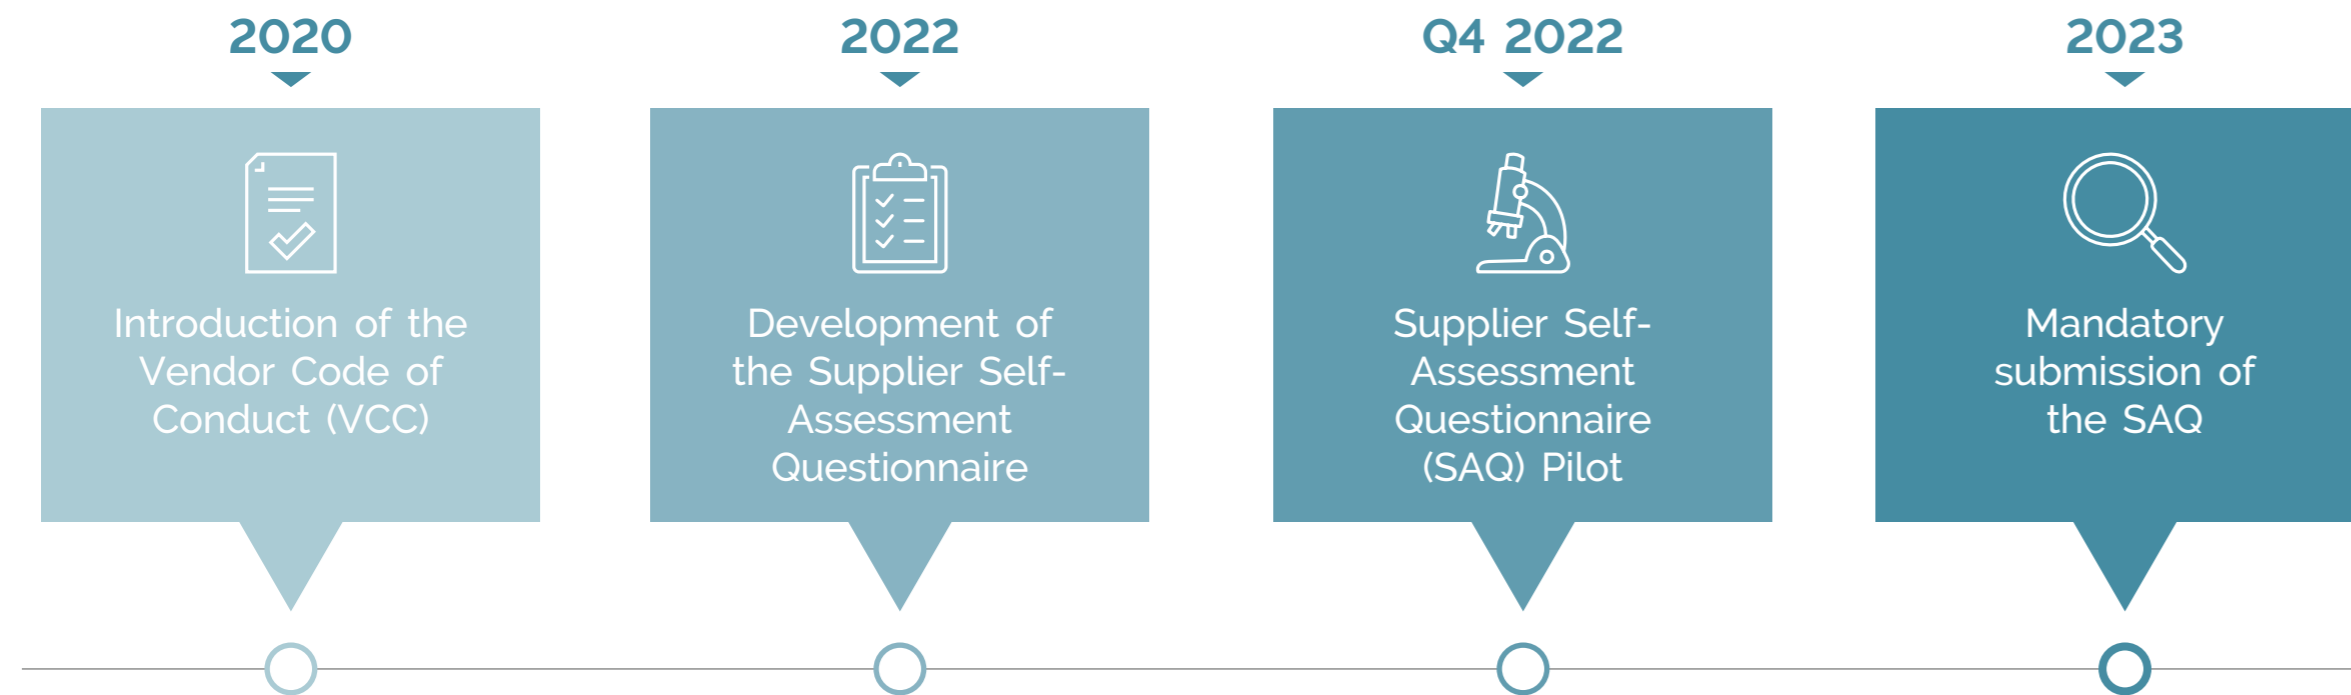 2020
Introduction of the
Vendor Code of
Conduct (VCC)
2022
Development of
the Supplier Self-
Assessment
Questionnaire
Q4 2022
Supplier Self-
Assessment
Questionnaire
(SAQ) Pilot
2023
Mandatory
submission of
the SAQ